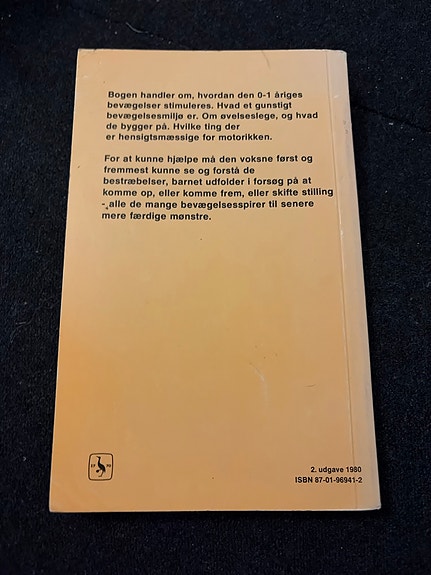 Bogen handler om, hvordan den 0-1 åriges
bevægelser stimuleres. Hvad et gunstigt
bevægelsesmiljø er. Om øvelseslege, og hvad
de bygger på. Hvilke ting der
er hensigtsmæssige for motorikken.
For at kunne hjælpe må den voksne først og
fremmest kunne se og forstå de
bestræbelser, barnet udfolder i forsøg på at
komme op, eller komme frem, eller skifte stilling
- alle de mange bevægelsesspirer til senere
mere færdige mønstre.
17 70
2. udgave 1980
ISBN 87-01-96941-2